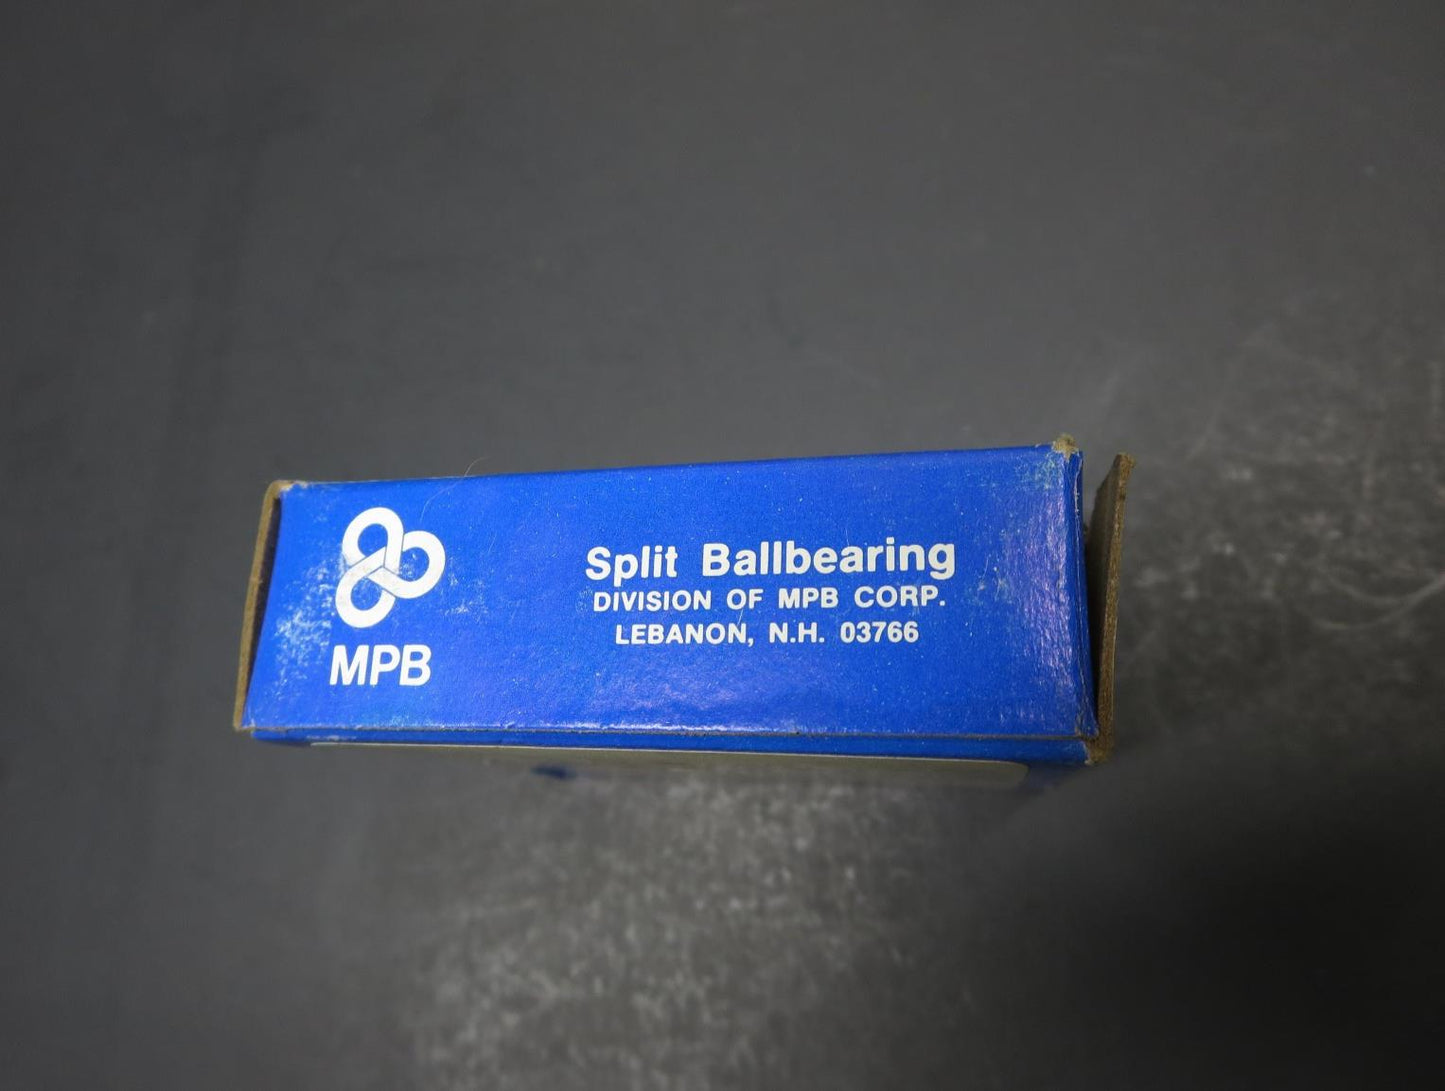 MPB
Split Ballbearing
DIVISION OF MPB CORP.
LEBANON, N.H. 03766